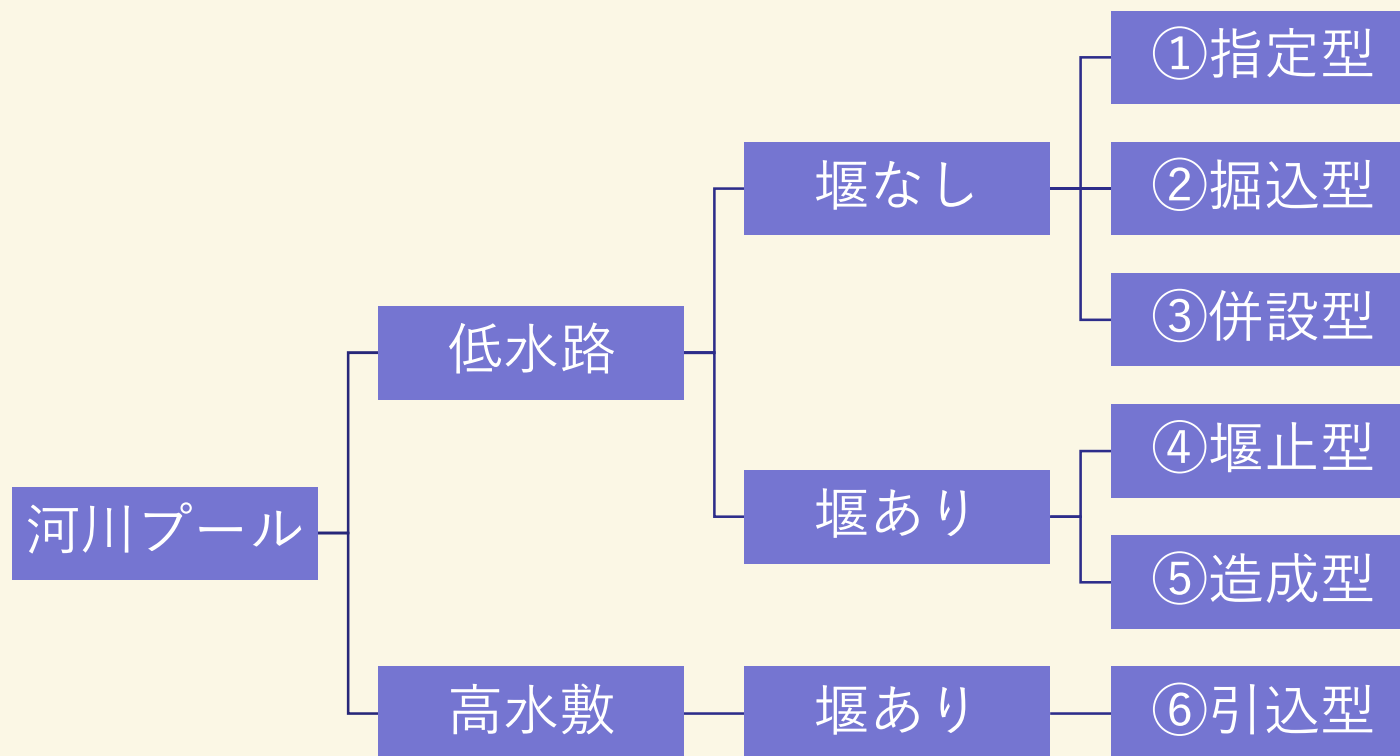 河川プール
低水路
高水敷
堰なし
堰あり
堰あり
①指定型
②掘込型
③併設型
④堰止型
⑤造成型
⑥引込型